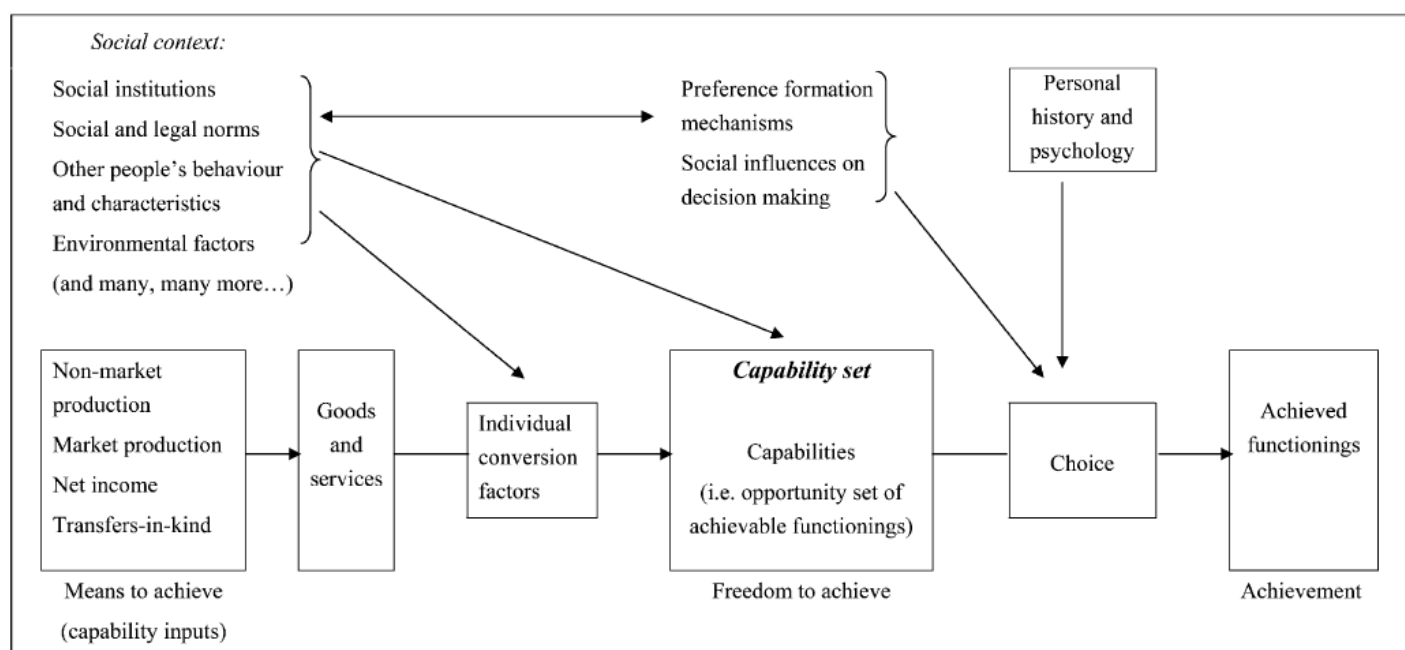 Social context:
Social institutions
Social and legal norms
Other people’s behaviour
and characteristics
Environmental factors
(and many, many more…)
Preference formation
mechanisms
Social influences on
decision making
Personal
history and
psychology
Non-market
production
Market production
Net income
Transfers-in-kind
Goods
and
services
Individual
conversion
factors
Capability set
Capabilities
(i.e. opportunity set of
achievable functionings)
Choice
Achieved
functionings
Means to achieve
(capability inputs)
Freedom to achieve
Achievement